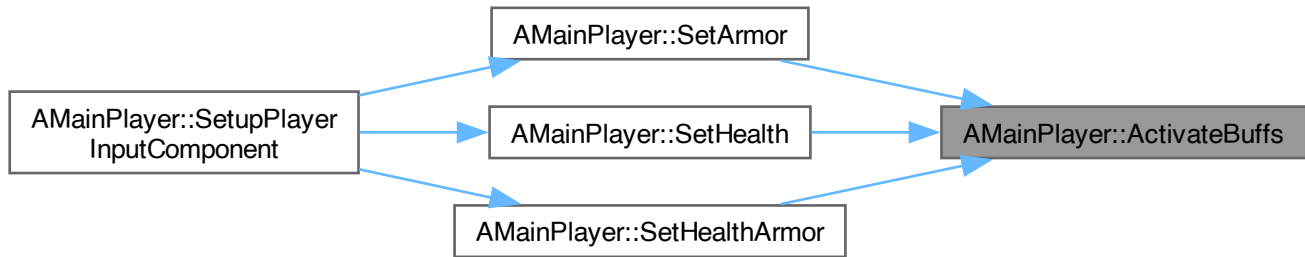 AMainPlayer::SetArmor
AMainPlayer::SetupPlayer
InputComponent
AMainPlayer::SetHealth
AMainPlayer::ActivateBuffs
AMainPlayer::SetHealthArmor